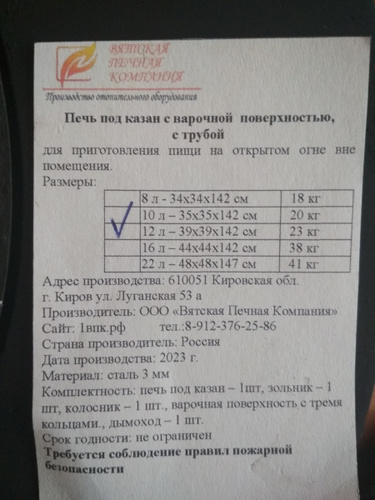 ВЯТСКАЯ
ПЕЧНАЯ
КОМПАНИЯ
Производство отопительного оборудования
Печь под казан с варочной поверхностью,
с трубой
для приготовления пищи на открытом огне вне
помещения.
Размеры:
8 л - 34х34х142 см 18 кг
10 л – 35х35х142 см 20 кг
12 л – 39х39х142 см 23 кг
16 л – 44х44х142 см 38 кг
22 л – 48х48х147 см 41 кг
Адрес производства: 610051 Кировская обл.
г. Киров ул. Луганская 53 а
Производитель: ООО «Вятская Печная Компания»
Сайт: 1впк.рф тел.:8-912-376-25-86
Страна производитель: Россия
Дата производства: 2023 г.
Материал: сталь 3 мм
Комплектность: печь под казан – 1шт, зольник – 1
шт, колосник – 1 шт., варочная поверхность с тремя
кольцами., дымоход – 1 шт.
Срок годности: не ограничен
Требуется соблюдение правил пожарной
безопасности